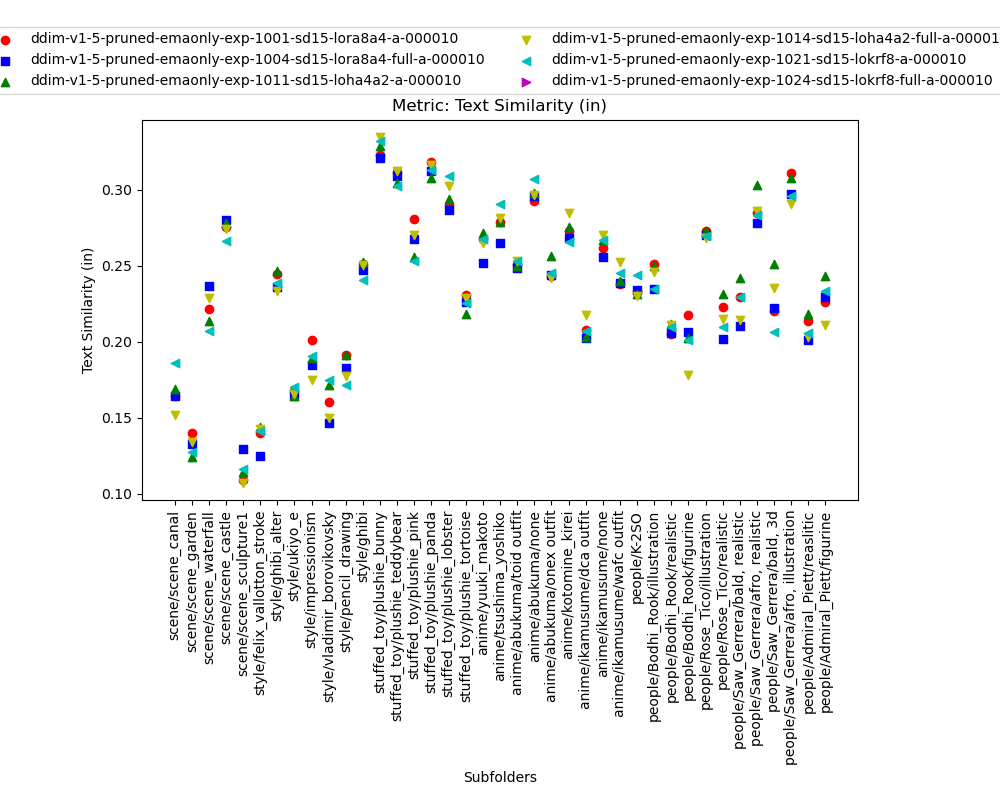 ddim-v1-5-pruned-emaonly-exp-1001-sd15-lora8a4-a-000010
ddim-v1-5-pruned-emaonly-exp-1004-sd15-lora8a4-full-a-000010
ddim-v1-5-pruned-emaonly-exp-1011-sd15-loha4a2-a-000010
ddim-v1-5-pruned-emaonly-exp-1014-sd15-loha4a2-full-a-00001
ddim-v1-5-pruned-emaonly-exp-1021-sd15-lokrf8-a-000010
ddim-v1-5-pruned-emaonly-exp-1024-sd15-lokrf8-full-a-000010
Metric: Text Similarity (in)
Text Similarity (in)
0.30
0.25
0.20
0.15
0.10
scene/scene_canal
scene/scene_garden
scene/scene_waterfall
scene/scene_castle
scene/scene_sculpture1
style/felix_vallotton_stroke
style/ghibi_alter
style/ukiyo_e
style/impressionism
style/vladimir_borovikovsky
style/pencil_drawing
style/ghibi
stuffed_toy/plushie_bunny
stuffed_toy/plushie_teddybear
stuffed_toy/plushie_pink
stuffed_toy/plushie_panda
stuffed_toy/plushie_lobster
stuffed_toy/plushie_tortoise
anime/yuuki_makoto
anime/tsushima_yoshiko
anime/abukuma/toid outfit
anime/abukuma/none
anime/abukuma/onex outfit
anime/kotomine_kirei
anime/ikamusume/dca outfit
anime/ikamusume/none
anime/ikamusume/wafc outfit
people/K-2SO
people/Bodhi_Rook/illustration
people/Bodhi_Rook/realistic
people/Bodhi_Rook/figurine
people/Rose_Tico/illustration
people/Rose_Tico/realistic
people/Saw_Gerrera/bald, realistic
people/Saw_Gerrera/afro, realistic
people/Saw_Gerrera/bald, 3d
people/Saw_Gerrera/afro, illustration
people/Admiral_Piett/reaslitic
people/Admiral_Piett/figurine
Subfolders